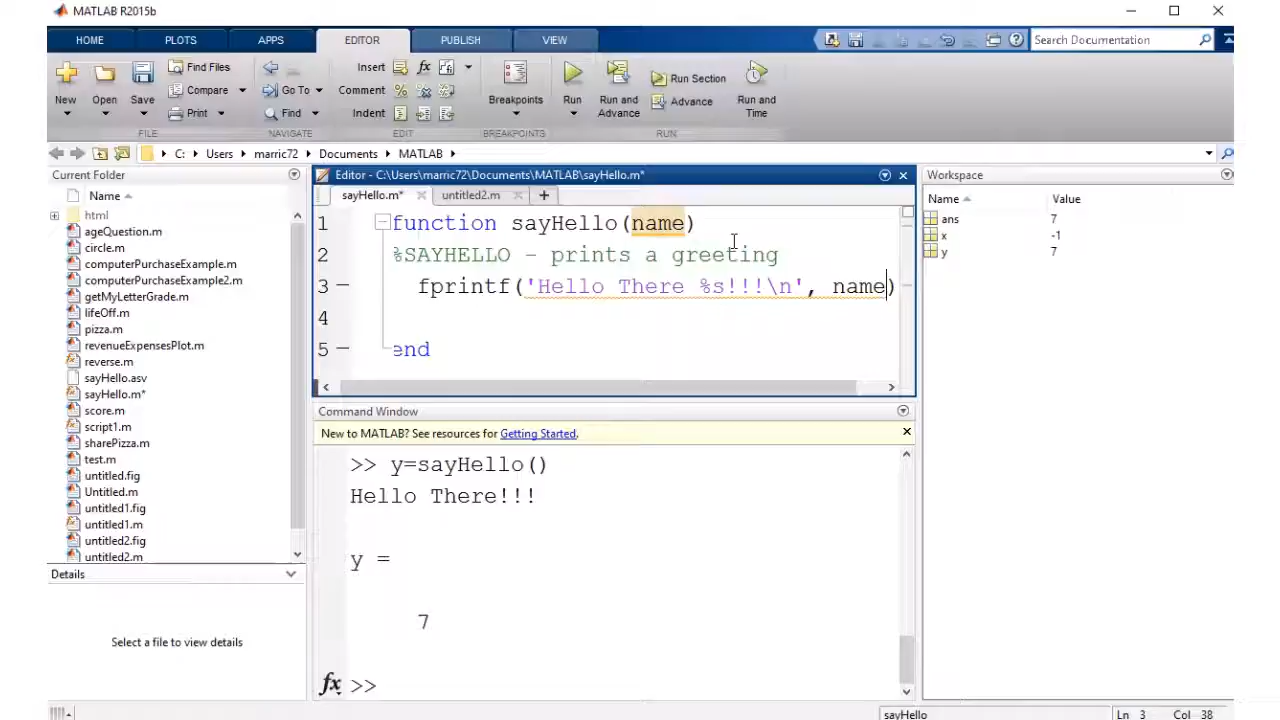 MATLAB R2015b
HOME PLOTS APPS EDITOR PUBLISH VIEW Search Documentation
New Open Save Find Files Compare Print
Go To Find
Insert fx
Comment %
Indent
Breakpoints
Run Run and Advance Run Section Advance Run and Time
FILE NAVIGATE EDIT BREAKPOINTS RUN
C: Users marric72 Documents MATLAB
Current Folder
Name
html
ageQuestion.m
circle.m
computerPurchaseExample.m
computerPurchaseExample2.m
getMyLetterGrade.m
lifeOff.m
pizza.m
revenueExpensesPlot.m
reverse.m
sayHello.asv
sayHello.m*
score.m
script1.m
sharePizza.m
test.m
untitled.fig
Untitled.m
untitled1.fig
untitled1.m
untitled2.fig
untitled2.m
Details
Select a file to view details
Editor - C:\Users\marric72\Documents\MATLAB\sayHello.m*
sayHello.m* untitled2.m +
1 function sayHello(name)
2 %SAYHELLO - prints a greeting
3 – fprintf('Hello There %s!!!\n', name)
4
5 – end
Command Window
New to MATLAB? See resources for Getting Started.
>> y=sayHello()
Hello There!!!
y =
7
fx >>
Workspace
Name Value
ans 7
x -1
y 7
sayHello Ln 3 Col 38